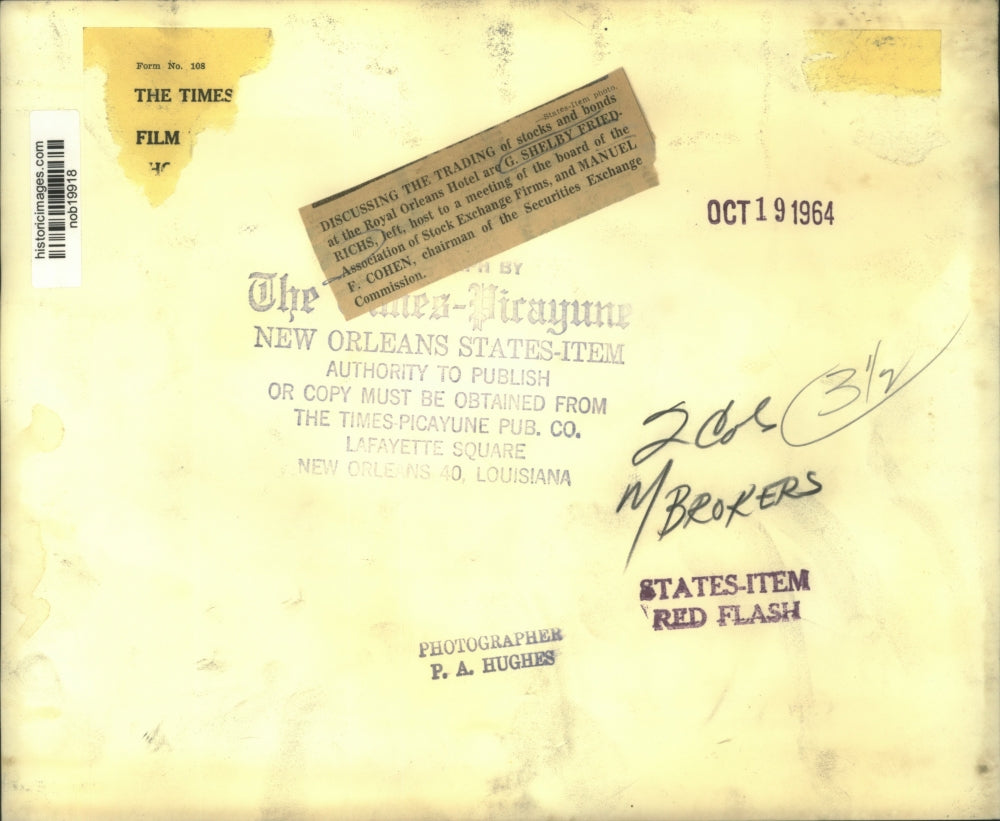 Form No. 108
THE TIMES
FILM
historicimages.com
nob19918
—States-Item photo.
DISCUSSING THE TRADING of stocks and bonds
at the Royal Orleans Hotel are G. SHELBY FRIED-
RICHS, left, host to a meeting of the board of the
Association of Stock Exchange Firms, and MANUEL
F. COHEN, chairman of the Securities Exchange
Commission.
OCT 19 1964
BY
The Times-Picayune
NEW ORLEANS STATES-ITEM
AUTHORITY TO PUBLISH
OR COPY MUST BE OBTAINED FROM
THE TIMES-PICAYUNE PUB. CO.
LAFAYETTE SQUARE
NEW ORLEANS 40, LOUISIANA
2 Cols 3 1/2
M/BROKERS
STATES-ITEM
RED FLASH
PHOTOGRAPHER
P. A. HUGHES